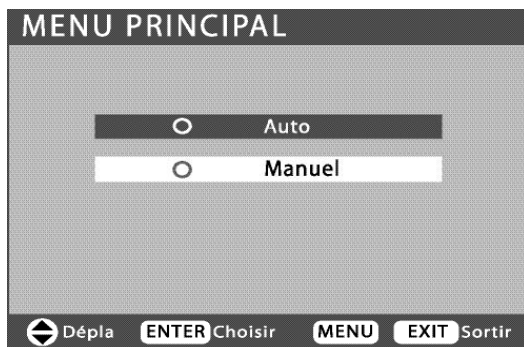 MENU PRINCIPAL
Auto
Manuel
Dépla ENTER Choisir MENU EXIT Sortir